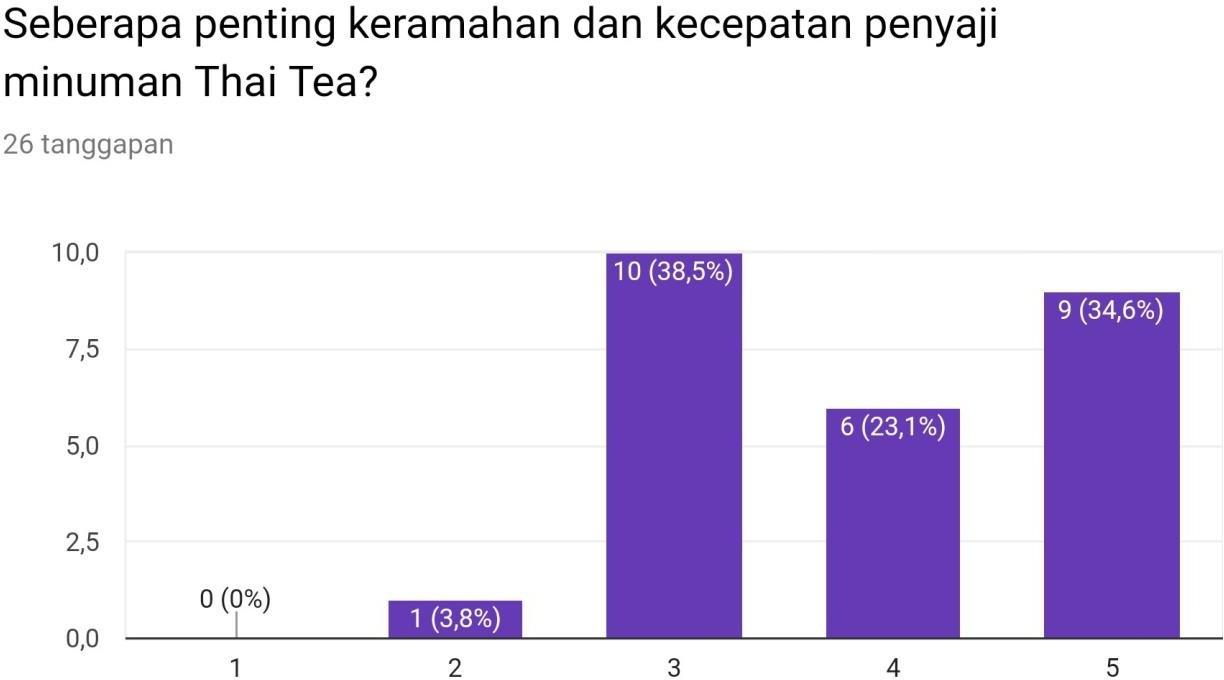 Seberapa penting keramahan dan kecepatan penyaji
minuman Thai Tea?
26 tanggapan
10,0
10 (38,5%)
9 (34,6%)
7,5
6 (23,1%)
5,0
2,5
0 (0%)
1 (3,8%)
0,0
1 2 3 4 5